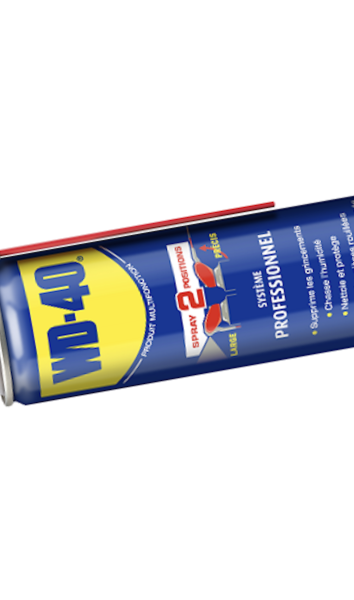 WD-40®
PRODUIT MULTIFONCTION
SPRAY 2 POSITIONS
PRÉCIS
LARGE
SYSTÈME
PROFESSIONNEL
• Supprime les grincements
• Chasse l'humidité
• Nettoie et protège